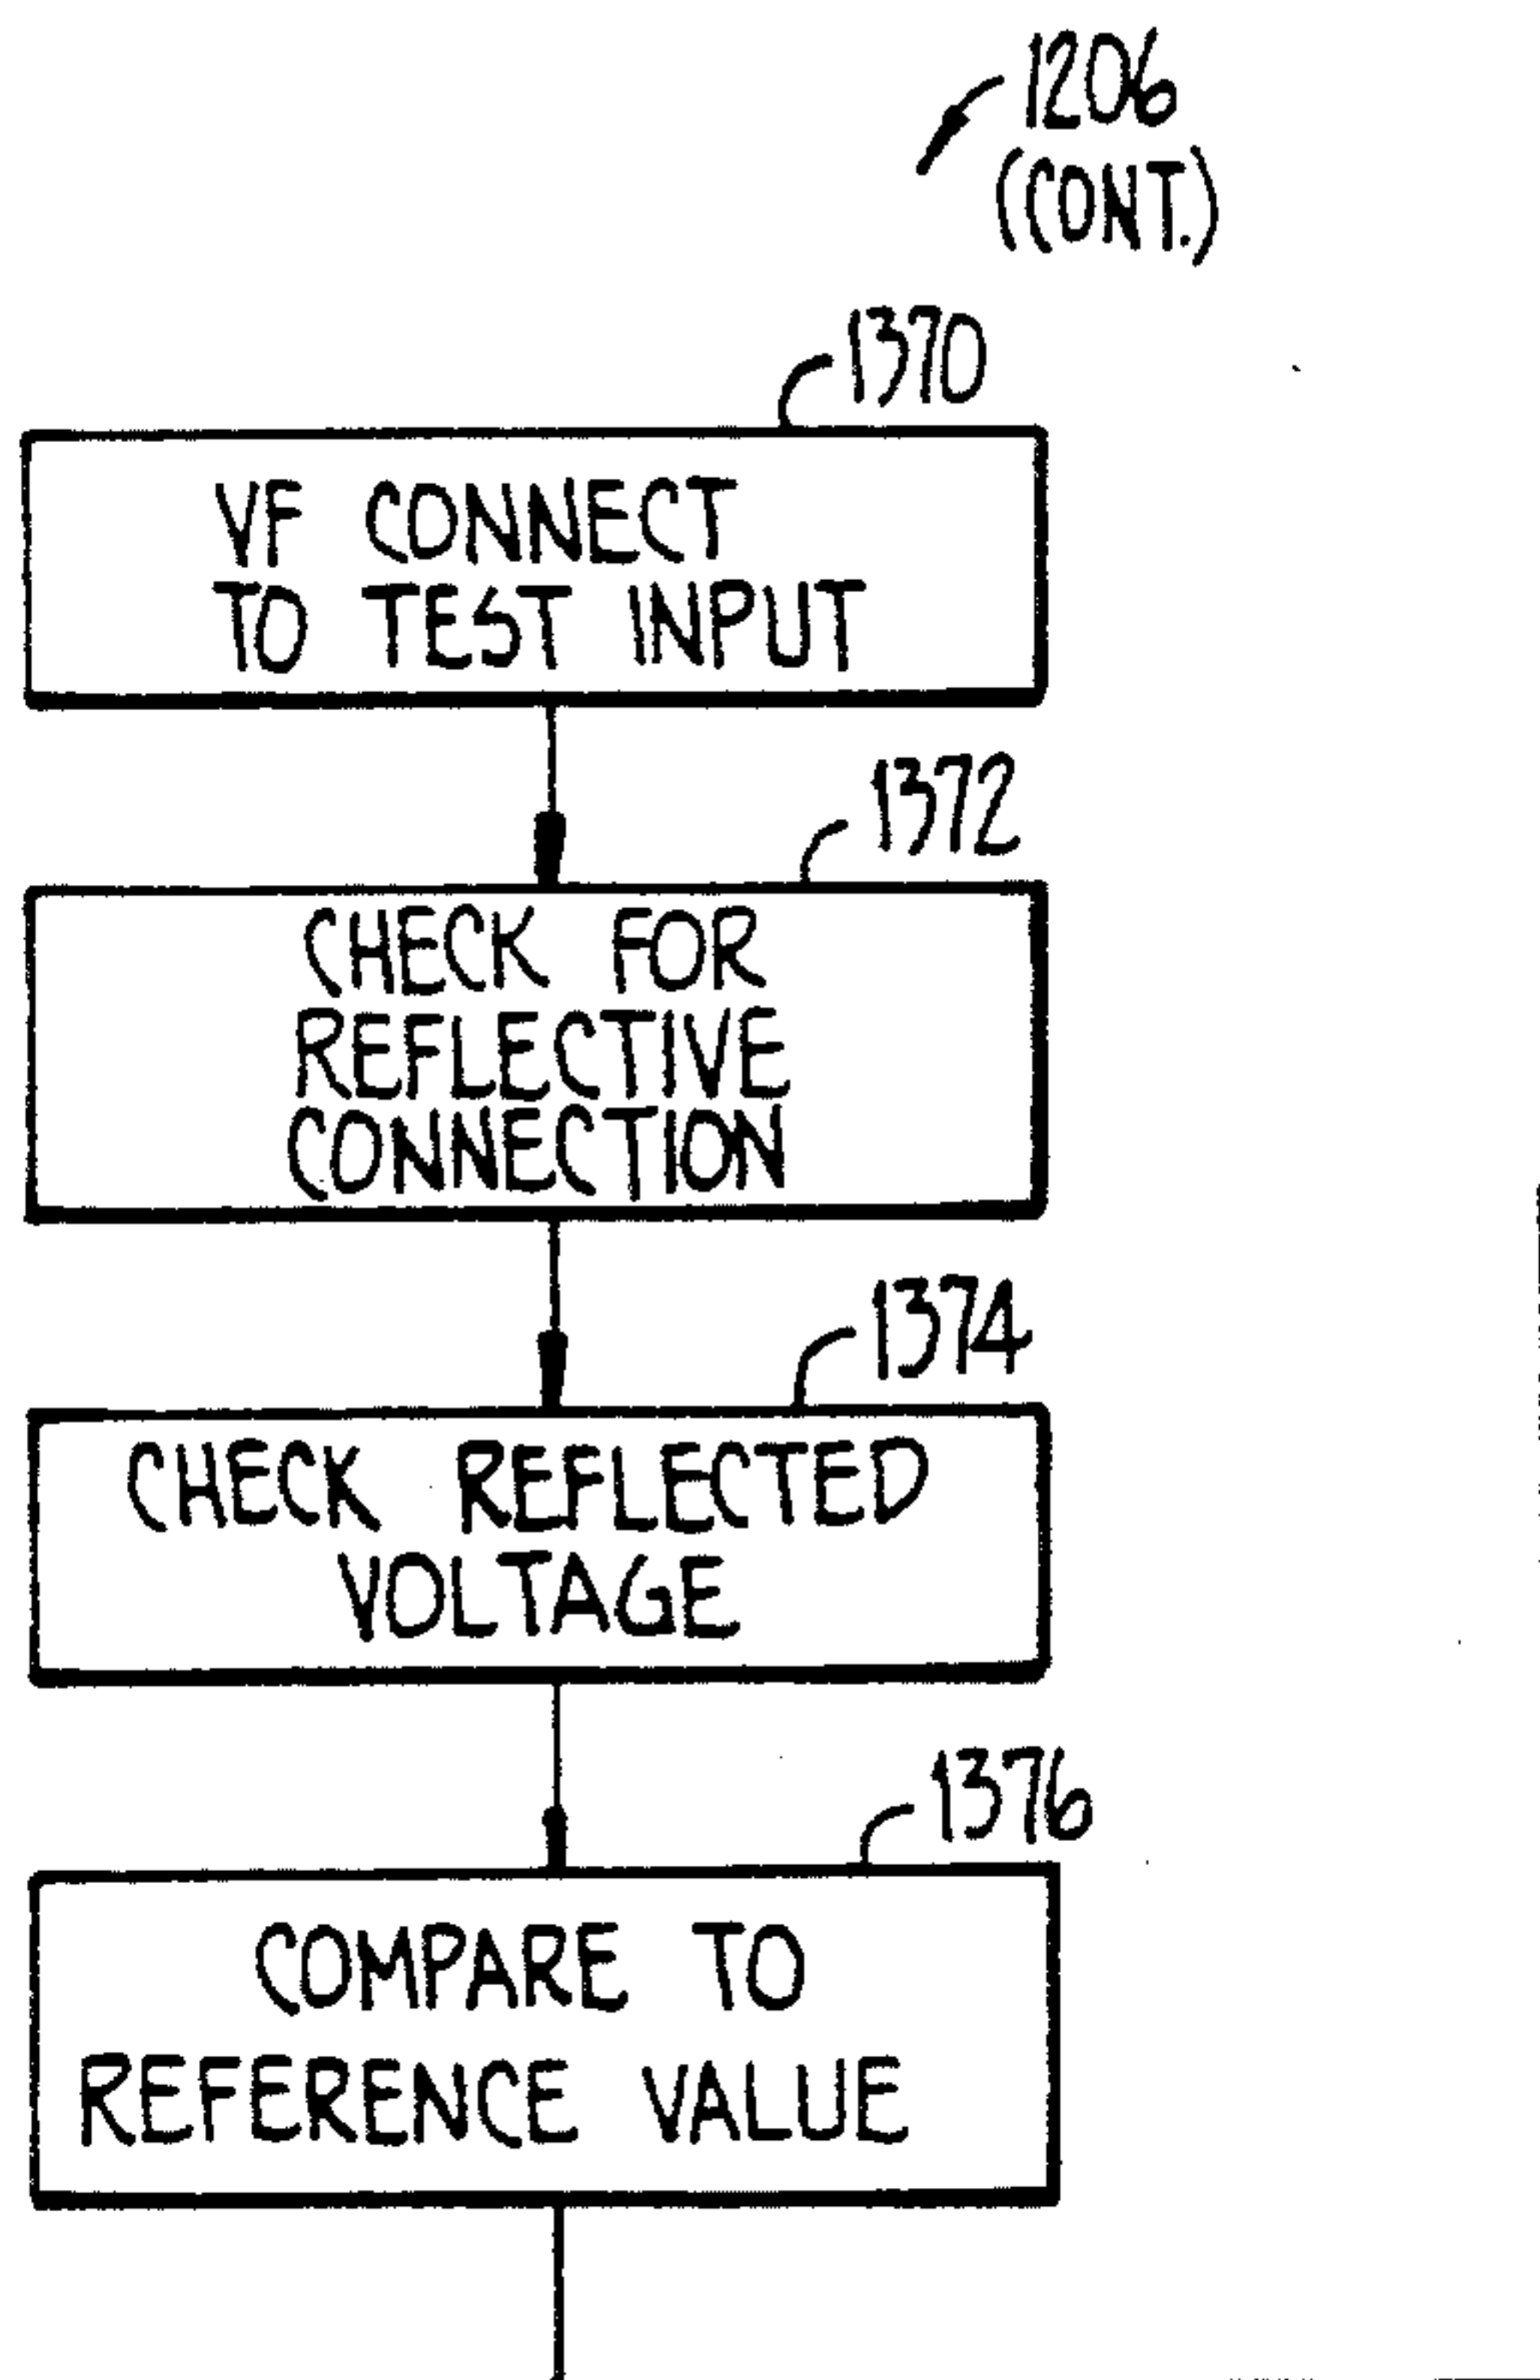 1206
(CONT.)
1370
VF CONNECT
TO TEST INPUT
1372
CHECK FOR
REFLECTIVE
CONNECTION
1374
CHECK REFLECTED
VOLTAGE
1376
COMPARE TO
REFERENCE VALUE